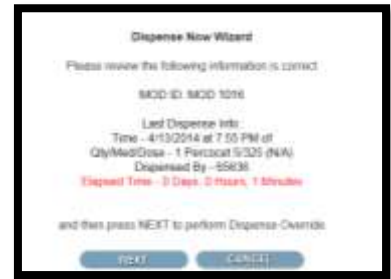 Dispense Now Wizard
Please review the following information is correct
MOD ID: MOD 1016
Last Dispense Info:
Time - 4/13/2014 at 7:55 PM of
Qty/Med/Dose - 1 Percocet 5/325 (N/A)
Dispensed By - 55636
Elapsed Time - 0 Days, 0 Hours, 1 Minutes
and then press NEXT to perform Dispense Override
NEXT CANCEL